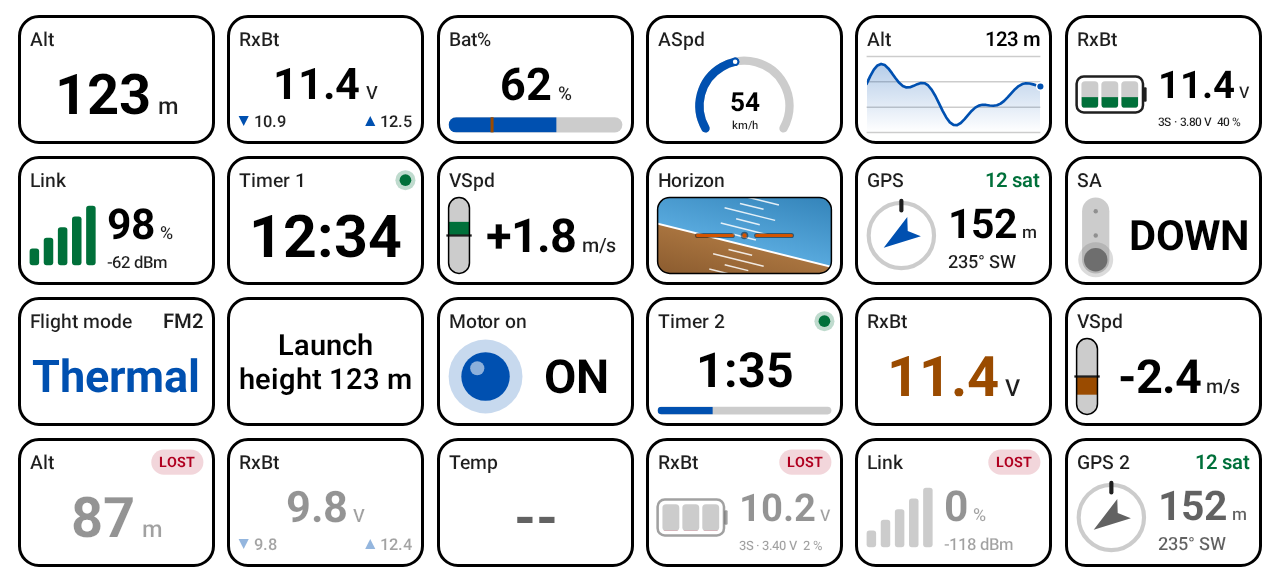 Alt
123 m
RxBt
11.4 V
▼ 10.9 ▲ 12.5
Bat%
62 %
ASpd
54
km/h
Alt 123 m
RxBt
11.4 V
3S · 3.80 V 40 %
Link
98 %
-62 dBm
Timer 1
12:34
VSpd
+1.8 m/s
Horizon
GPS 12 sat
152 m
235° SW
SA
DOWN
Flight mode FM2
Thermal
Launch
height 123 m
Motor on
ON
Timer 2
1:35
RxBt
11.4 V
VSpd
-2.4 m/s
Alt LOST
87 m
RxBt
9.8 V
▼ 9.8 ▲ 12.4
Temp
--
RxBt LOST
10.2 V
3S · 3.40 V 2 %
Link LOST
0 %
-118 dBm
GPS 2 12 sat
152 m
235° SW